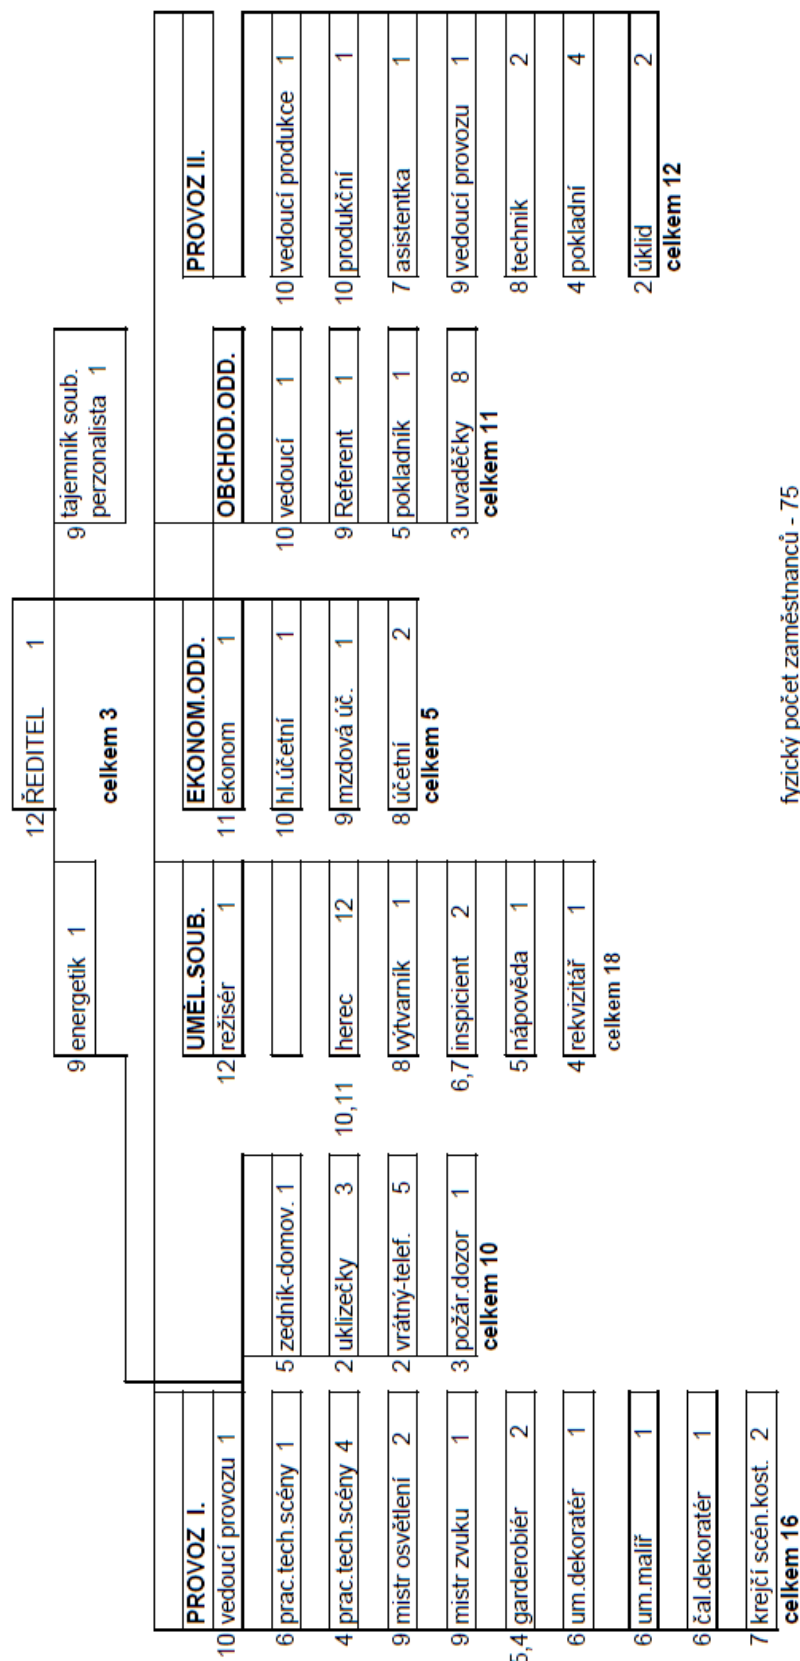 12 ŘEDITEL 1
9 energetik 1
celkem 3
9 tajemník soub.
perzonalista 1
PROVOZ I.
10 vedoucí provozu 1
6 prac.tech.scény 1
4 prac.tech.scény 4
9 mistr osvětlení 2
9 mistr zvuku 1
5,4 garderobiér 2
6 um.dekoratér 1
6 um.malíř 1
6 čal.dekoratér 1
7 krejčí scén.kost. 2
celkem 16
5 zedník-domov. 1
2 uklizečky 3
2 vrátný-telef. 5
3 požár.dozor 1
celkem 10
UMĚL.SOUB.
12 režisér 1
10,11 herec 12
8 výtvarník 1
6,7 inspicient 2
5 nápověda 1
4 rekvizitář 1
celkem 18
EKONOM.ODD.
11 ekonom 1
10 hl.účetní 1
9 mzdová úč. 1
8 účetní 2
celkem 5
OBCHOD.ODD.
10 vedoucí 1
9 Referent 1
5 pokladník 1
3 uvaděčky 8
celkem 11
PROVOZ II.
10 vedoucí produkce 1
10 produkční 1
7 asistentka 1
9 vedoucí provozu 1
8 technik 2
4 pokladní 4
2 úklid 2
celkem 12
fyzický počet zaměstnanců - 75